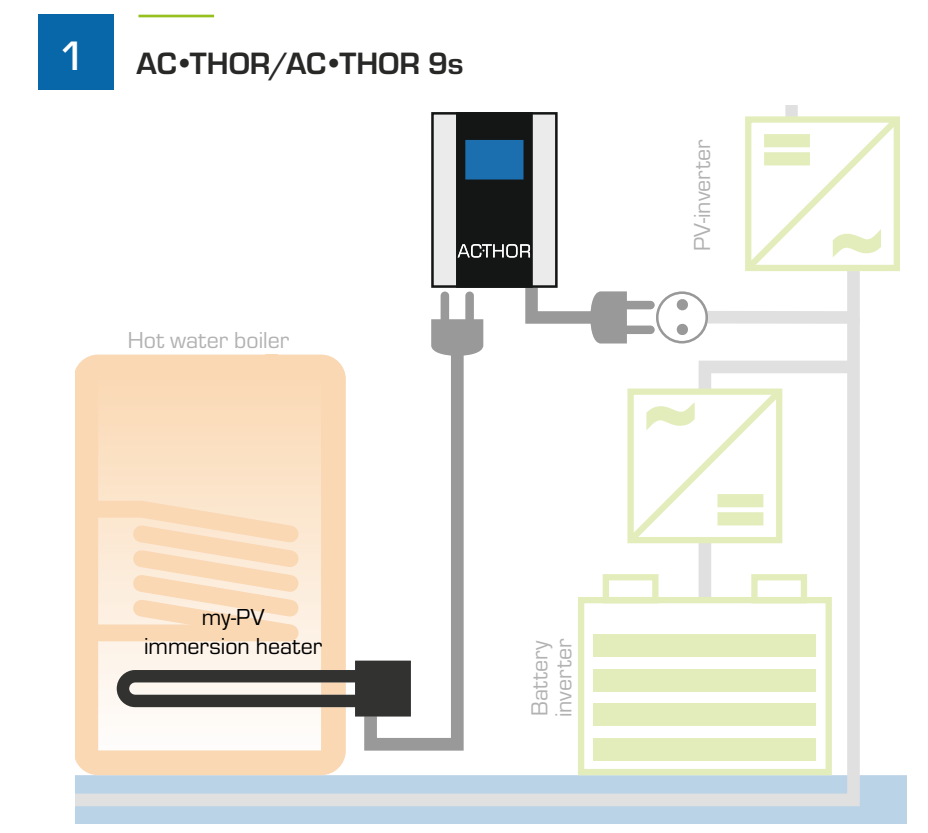 1
AC•THOR/AC•THOR 9s
PV-inverter
ACTHOR
Hot water boiler
my-PV
immersion heater
Battery
inverter